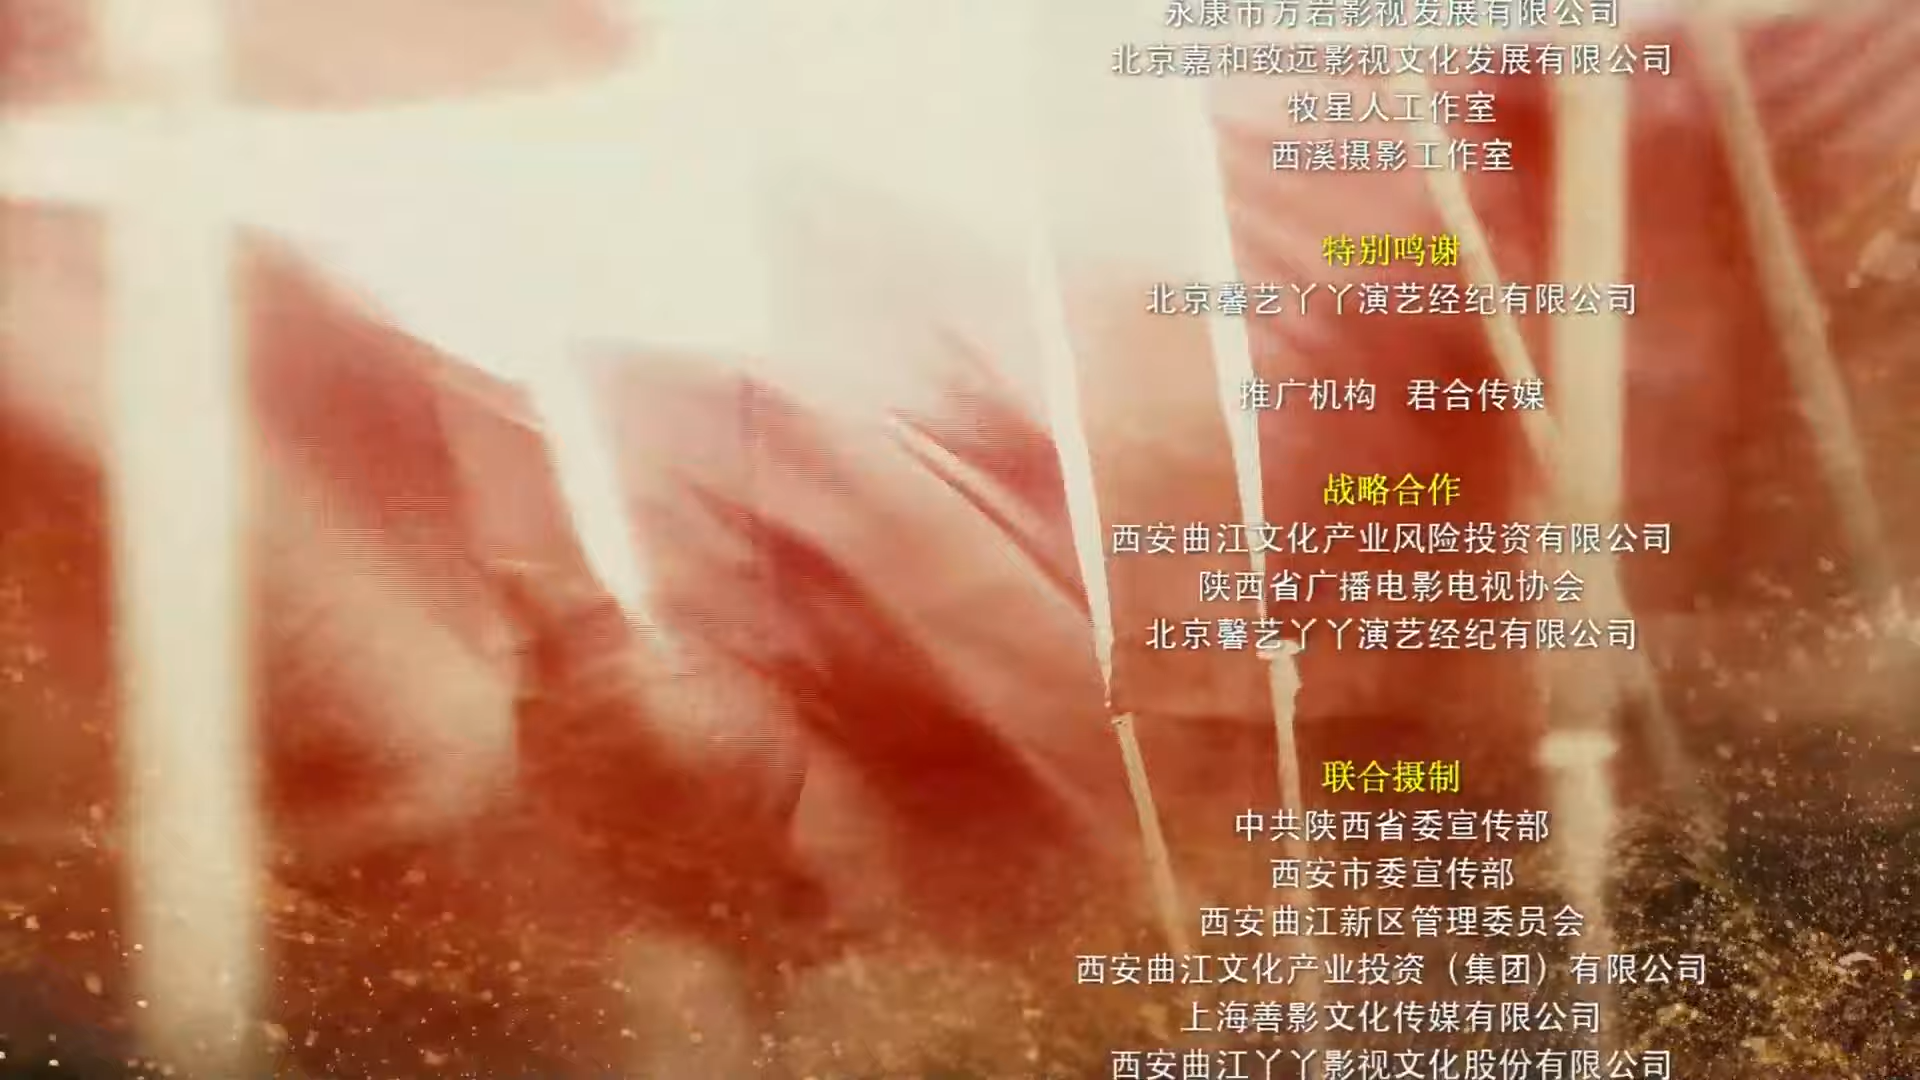 永康市方岩影视发展有限公司
北京嘉和致远影视文化发展有限公司
牧星人工作室
西溪摄影工作室
特别鸣谢
北京馨艺丫丫演艺经纪有限公司
推广机构 君合传媒
战略合作
西安曲江文化产业风险投资有限公司
陕西省广播电影电视协会
北京馨艺丫丫演艺经纪有限公司
联合摄制
中共陕西省委宣传部
西安市委宣传部
西安曲江新区管理委员会
西安曲江文化产业投资（集团）有限公司
上海善影文化传媒有限公司
西安曲江丫丫影视文化股份有限公司